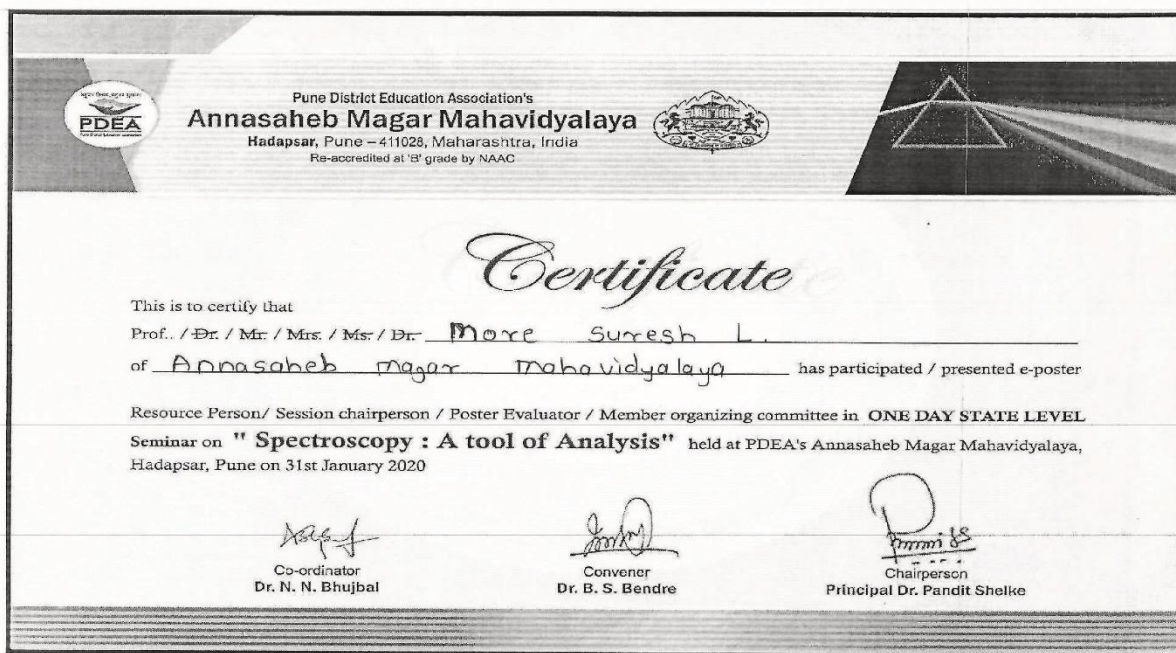 PDEA
Pune District Education Association's
Annasaheb Magar Mahavidyalaya
Hadapsar, Pune – 411028, Maharashtra, India
Re-accredited at 'B' grade by NAAC
Certificate
This is to certify that
Prof.. / Dr. / Mr. / Mrs. / Ms. / Dr. More Suresh L.
of Annasaheb magar mahavidyalaya has participated / presented e-poster
Resource Person/ Session chairperson / Poster Evaluator / Member organizing committee in ONE DAY STATE LEVEL
Seminar on " Spectroscopy : A tool of Analysis" held at PDEA's Annasaheb Magar Mahavidyalaya,
Hadapsar, Pune on 31st January 2020
Co-ordinator
Dr. N. N. Bhujbal
Convener
Dr. B. S. Bendre
Chairperson
Principal Dr. Pandit Shelke